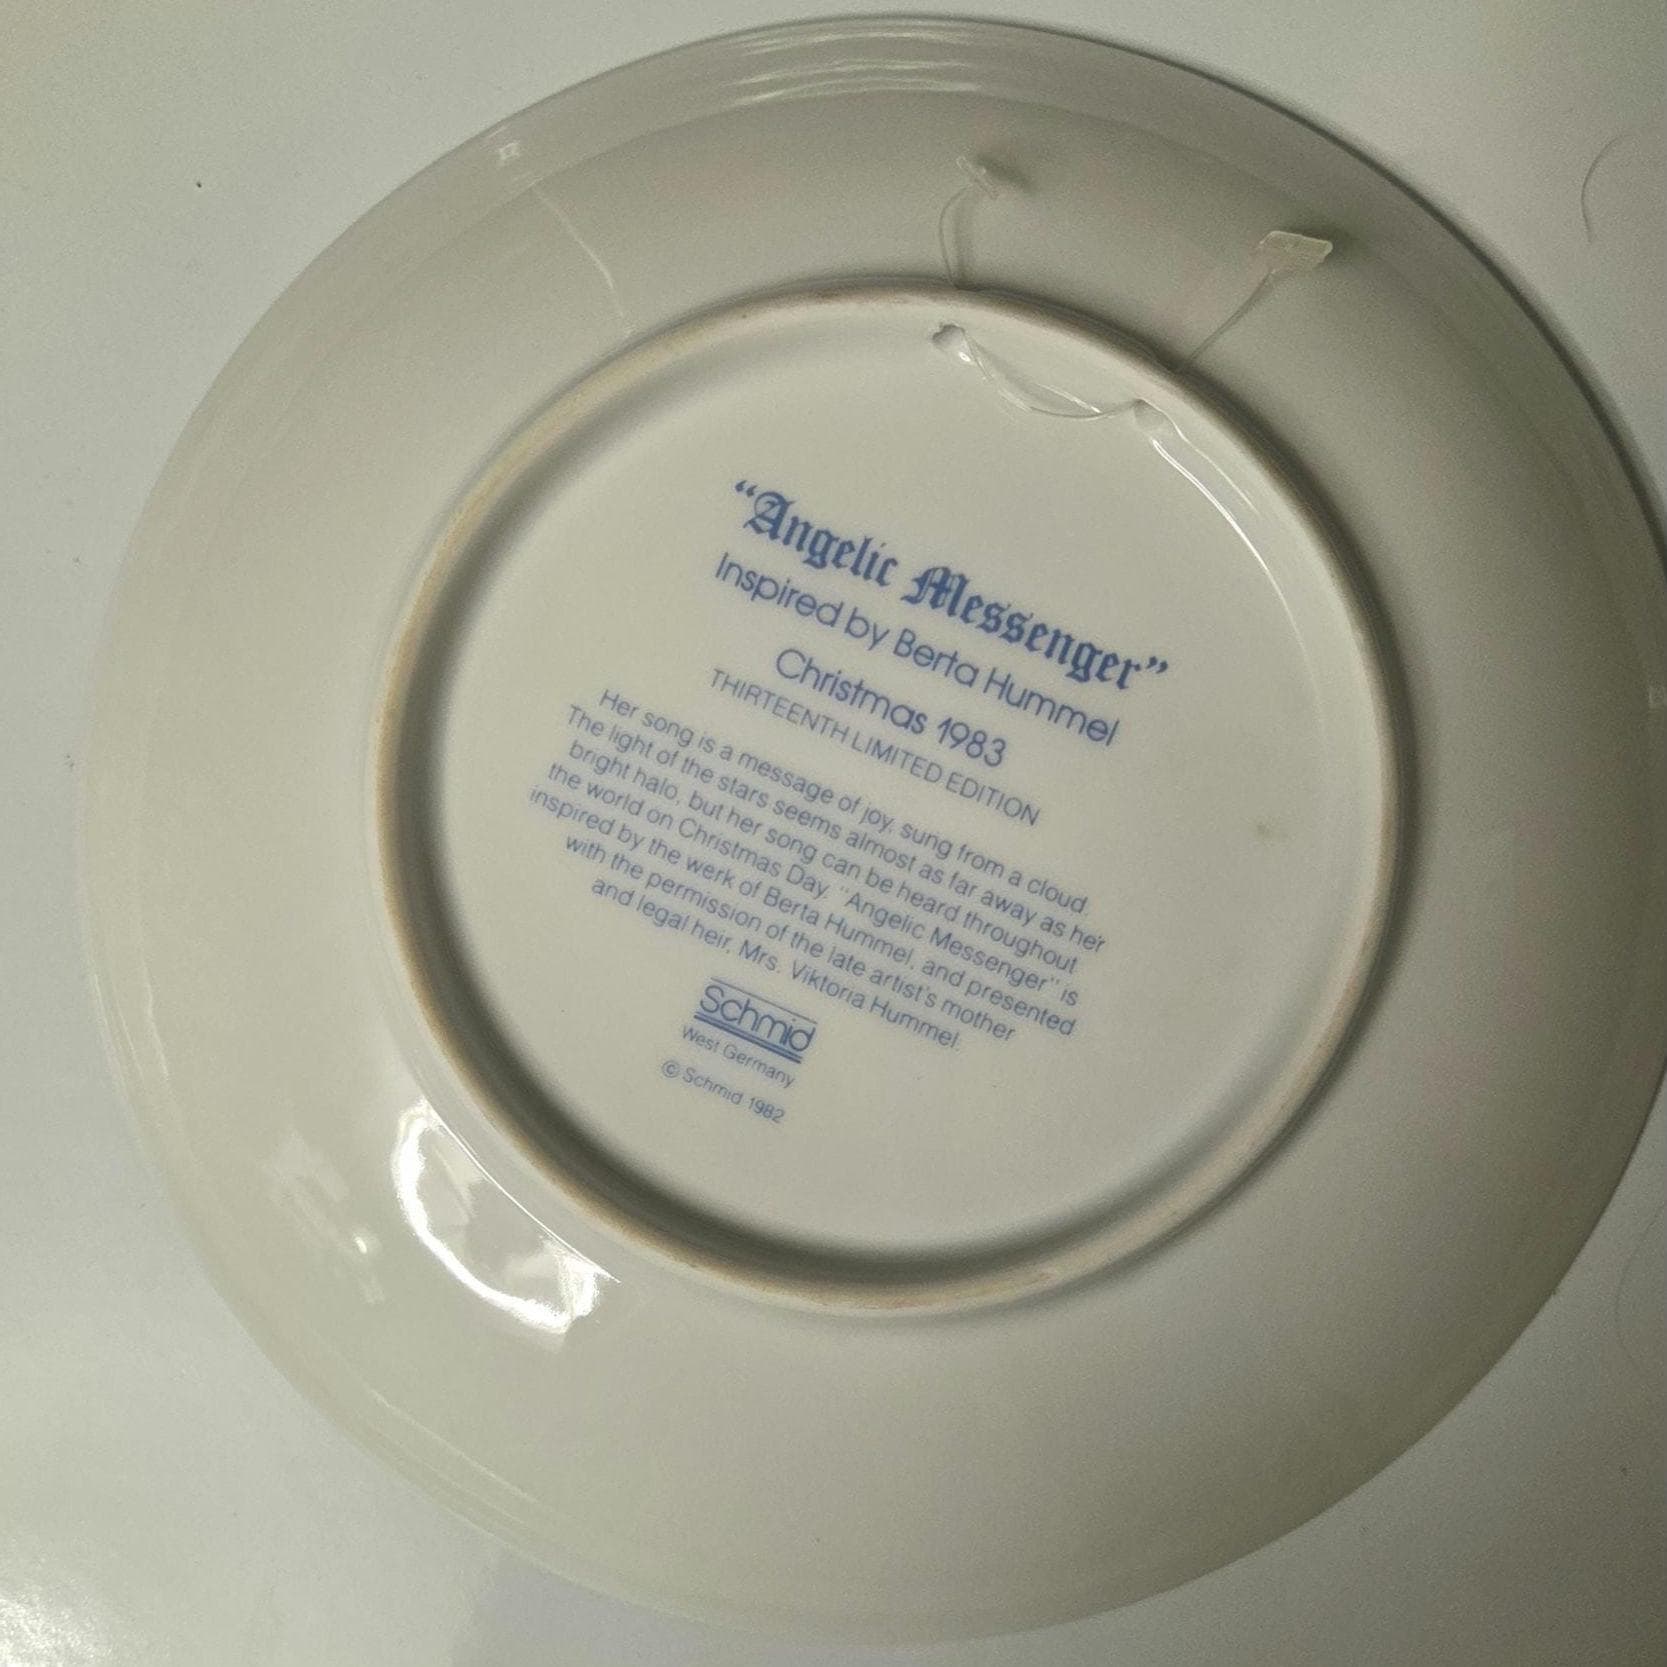 “Angelic Messenger”
Inspired by Berta Hummel
Christmas 1983
THIRTEENTH LIMITED EDITION
Her song is a message of joy, sung from a cloud.
The light of the stars seems almost as far away as her
bright halo, but her song can be heard throughout
the world on Christmas Day. “Angelic Messenger” is
inspired by the werk of Berta Hummel, and presented
with the permission of the late artist's mother
and legal heir, Mrs. Viktoria Hummel.
Schmid
West Germany
© Schmid 1982